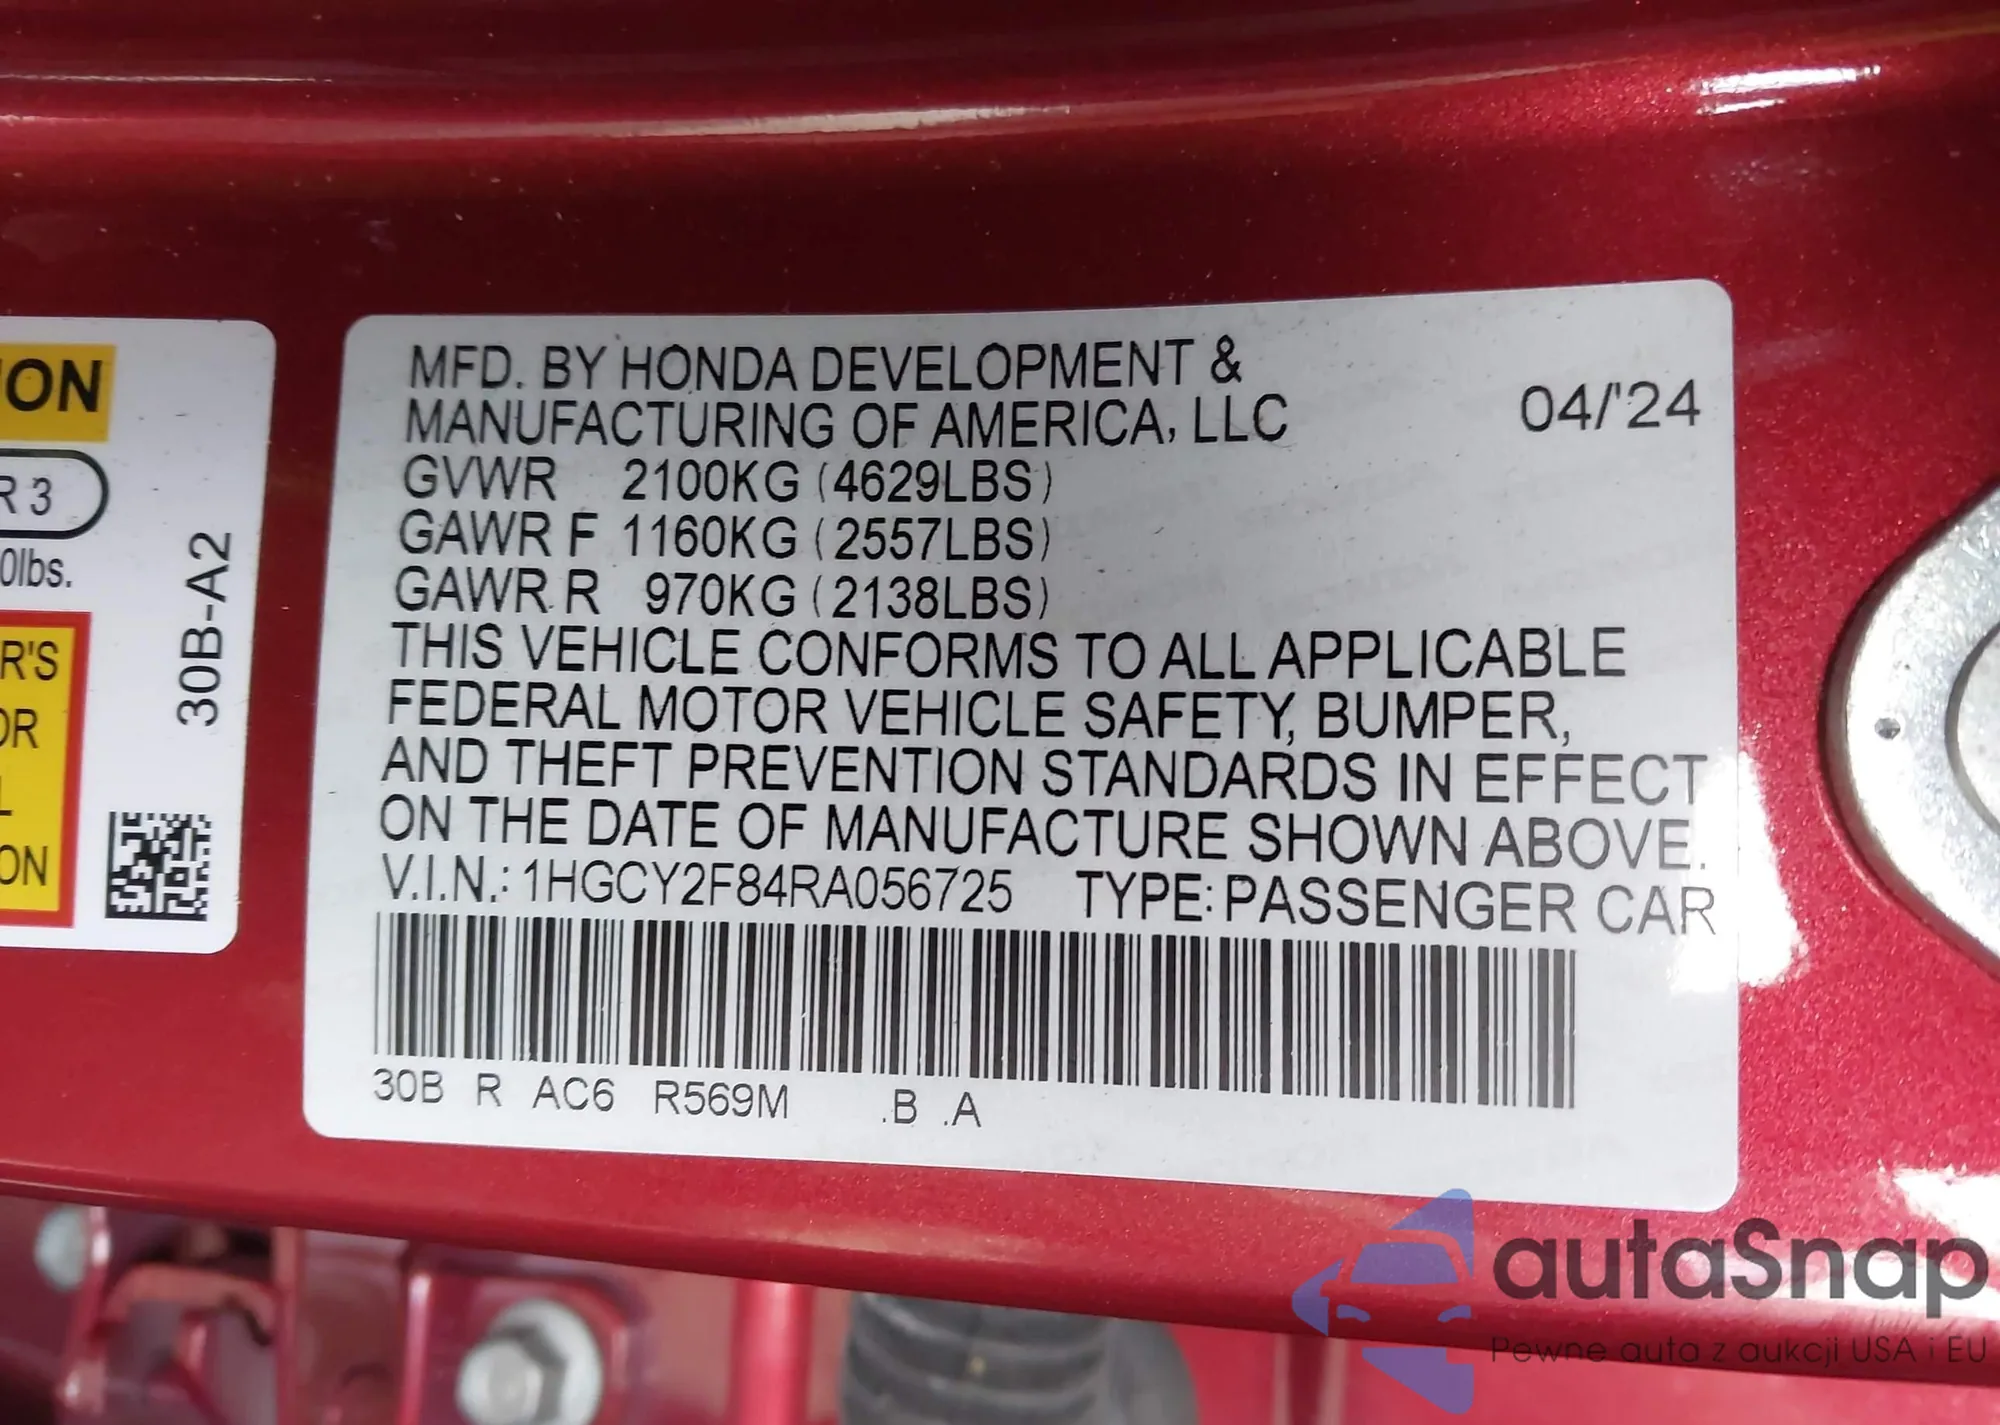 ION
R 3
0lbs.
R'S
OR
L
ON
30B-A2
MFD. BY HONDA DEVELOPMENT &
MANUFACTURING OF AMERICA, LLC
04/'24
GVWR 2100KG (4629LBS)
GAWR F 1160KG (2557LBS)
GAWR R 970KG (2138LBS)
THIS VEHICLE CONFORMS TO ALL APPLICABLE
FEDERAL MOTOR VEHICLE SAFETY, BUMPER,
AND THEFT PREVENTION STANDARDS IN EFFECT
ON THE DATE OF MANUFACTURE SHOWN ABOVE.
V.I.N.: 1HGCY2F84RA056725 TYPE: PASSENGER CAR
30B R AC6 R569M .B .A
autaSnap
Pewne auta z aukcji USA i EU